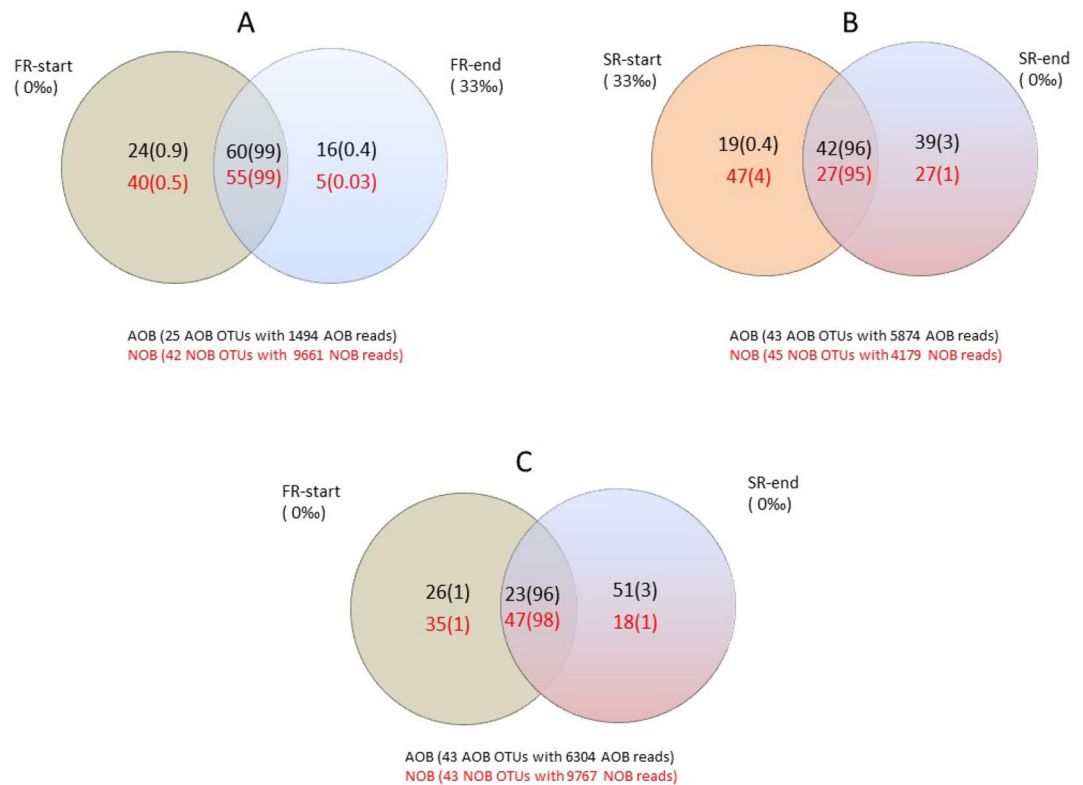 A
FR-start
( 0‰)
FR-end
( 33‰)
24(0.9)
60(99)
16(0.4)
40(0.5)
55(99)
5(0.03)
AOB (25 AOB OTUs with 1494 AOB reads)
NOB (42 NOB OTUs with 9661 NOB reads)
B
SR-start
(33‰)
SR-end
(0‰)
19(0.4)
42(96)
39(3)
47(4)
27(95)
27(1)
AOB (43 AOB OTUs with 5874 AOB reads)
NOB (45 NOB OTUs with 4179 NOB reads)
C
FR-start
( 0‰)
SR-end
(0‰)
26(1)
23(96)
51(3)
35(1)
47(98)
18(1)
AOB (43 AOB OTUs with 6304 AOB reads)
NOB (43 NOB OTUs with 9767 NOB reads)